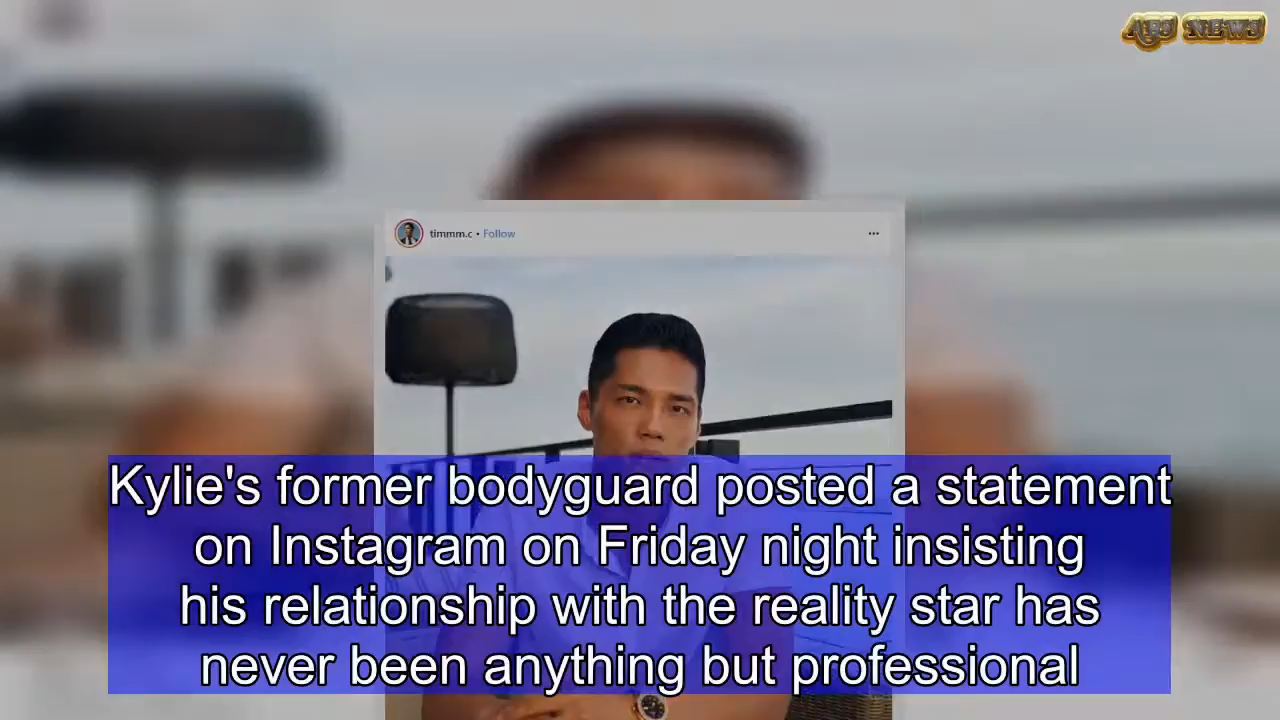 AFS NEWS
timmm.c • Follow
Kylie's former bodyguard posted a statement
on Instagram on Friday night insisting
his relationship with the reality star has
never been anything but professional